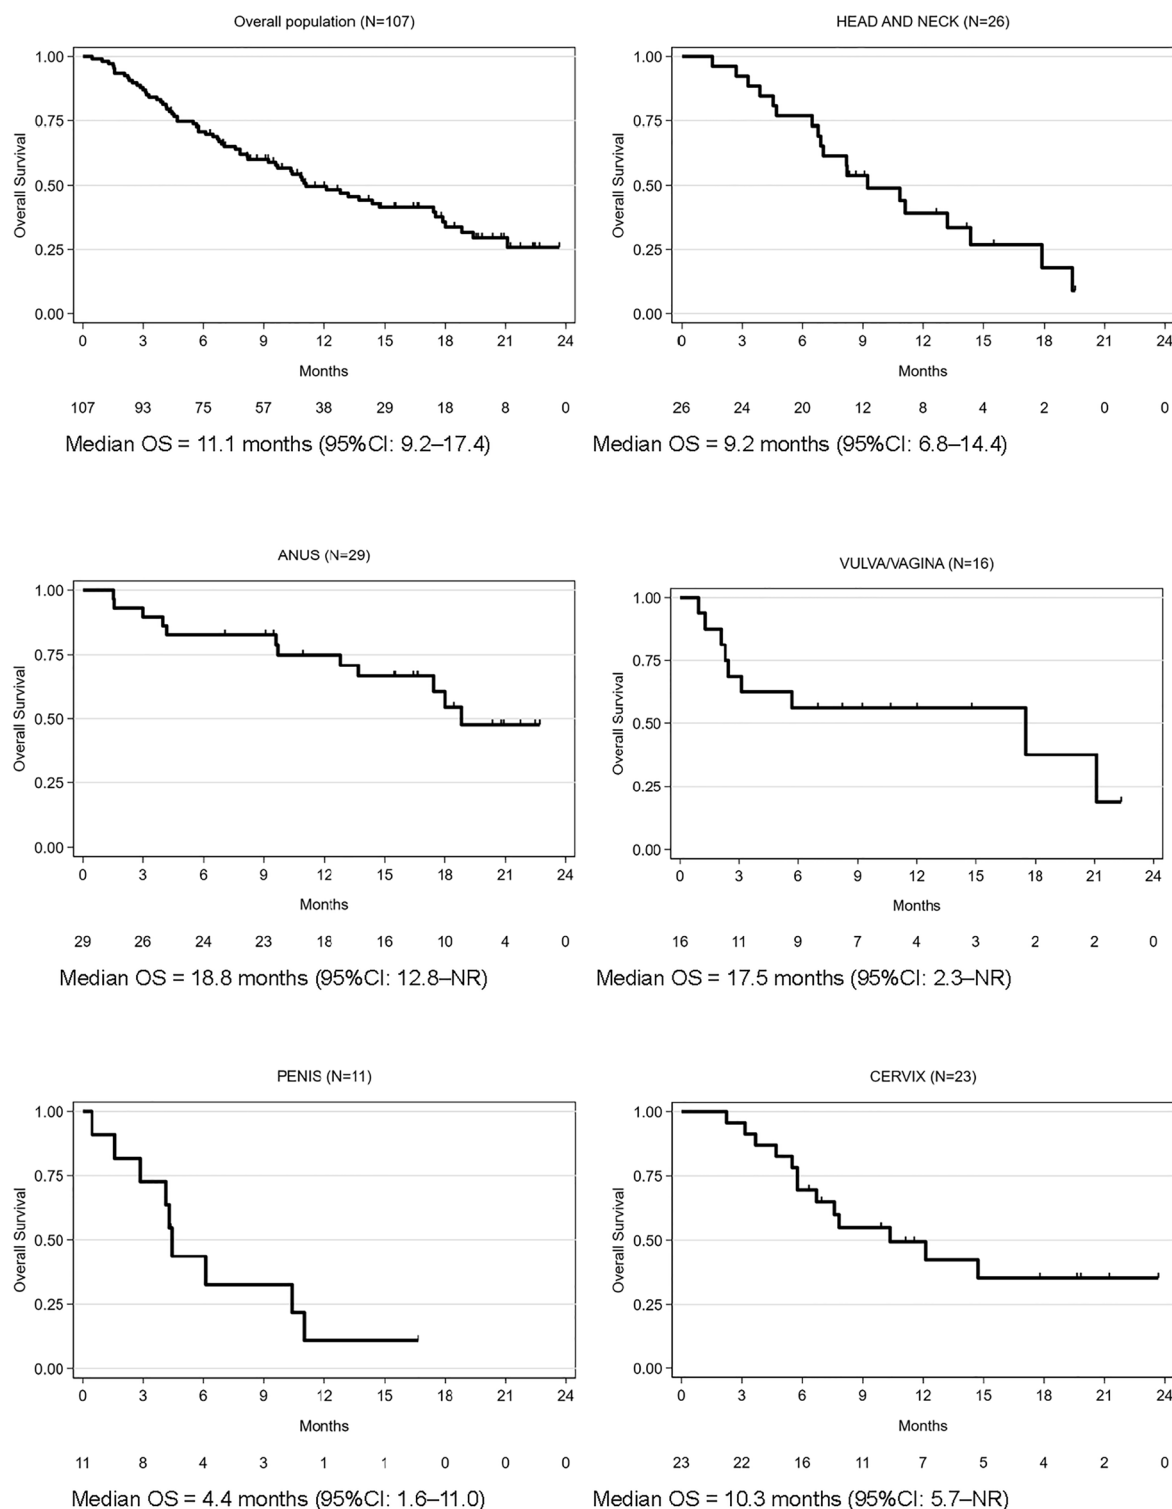 Overall population (N=107)
Overall Survival
1.00
0.75
0.50
0.25
0.00
0 3 6 9 12 15 18 21 24
Months
107 93 75 57 38 29 18 8 0
Median OS = 11.1 months (95%CI: 9.2–17.4)
HEAD AND NECK (N=26)
Overall Survival
1.00
0.75
0.50
0.25
0.00
0 3 6 9 12 15 18 21 24
Months
26 24 20 12 8 4 2 0 0
Median OS = 9.2 months (95%CI: 6.8–14.4)
ANUS (N=29)
Overall Survival
1.00
0.75
0.50
0.25
0.00
0 3 6 9 12 15 18 21 24
Months
29 26 24 23 18 16 10 4 0
Median OS = 18.8 months (95%CI: 12.8–NR)
VULVA/VAGINA (N=16)
Overall Survival
1.00
0.75
0.50
0.25
0.00
0 3 6 9 12 15 18 21 24
Months
16 11 9 7 4 3 2 2 0
Median OS = 17.5 months (95%CI: 2.3–NR)
PENIS (N=11)
Overall Survival
1.00
0.75
0.50
0.25
0.00
0 3 6 9 12 15 18 21 24
Months
11 8 4 3 1 1 0 0 0
Median OS = 4.4 months (95%CI: 1.6–11.0)
CERVIX (N=23)
Overall Survival
1.00
0.75
0.50
0.25
0.00
0 3 6 9 12 15 18 21 24
Months
23 22 16 11 7 5 4 2 0
Median OS = 10.3 months (95%CI: 5.7–NR)